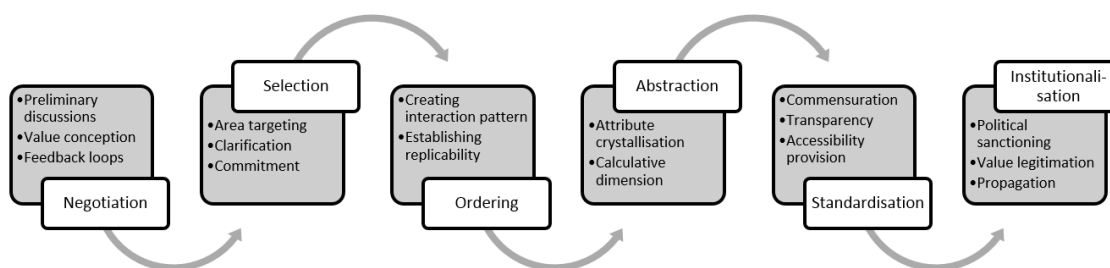 •Preliminary
discussions
•Value conception
•Feedback loops
Negotiation
Selection
•Area targeting
•Clarification
•Commitment
•Creating
interaction pattern
•Establishing
replicability
Ordering
Abstraction
•Attribute
crystallisation
•Calculative
dimension
•Commensuration
•Transparency
•Accessibility
provision
Standardisation
Institutionali-
sation
•Political
sanctioning
•Value legitimation
•Propagation